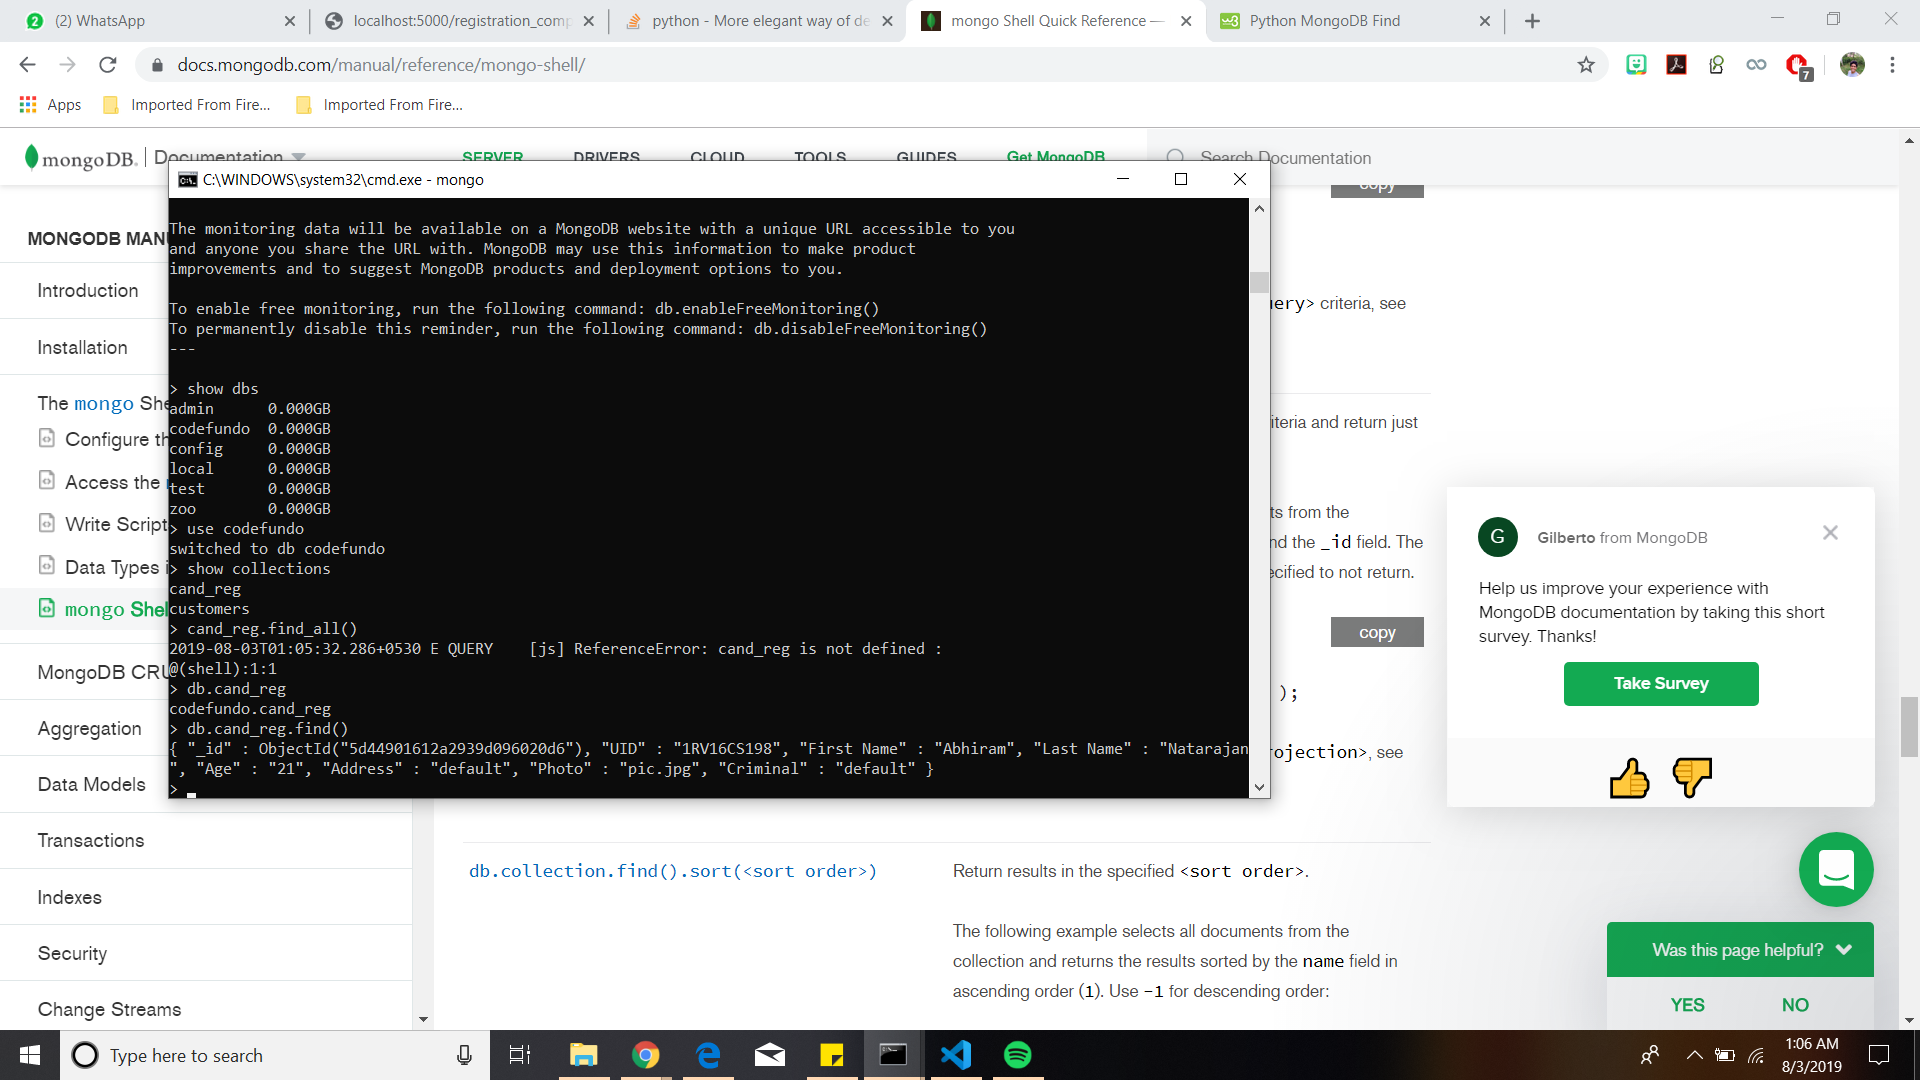 (2) WhatsApp
localhost:5000/registration_comp
python - More elegant way of de
mongo Shell Quick Reference —
Python MongoDB Find
docs.mongodb.com/manual/reference/mongo-shell/
7
Apps
Imported From Fire...
Imported From Fire...
mongoDB. Documentation
SERVER DRIVERS CLOUD TOOLS GUIDES Get MongoDB
Search Documentation
copy
C:\WINDOWS\system32\cmd.exe - mongo
The monitoring data will be available on a MongoDB website with a unique URL accessible to you
and anyone you share the URL with. MongoDB may use this information to make product
improvements and to suggest MongoDB products and deployment options to you.
To enable free monitoring, run the following command: db.enableFreeMonitoring()
To permanently disable this reminder, run the following command: db.disableFreeMonitoring()
---
> show dbs
admin 0.000GB
codefundo 0.000GB
config 0.000GB
local 0.000GB
test 0.000GB
zoo 0.000GB
> use codefundo
switched to db codefundo
> show collections
cand_reg
customers
> cand_reg.find_all()
2019-08-03T01:05:32.286+0530 E QUERY [js] ReferenceError: cand_reg is not defined :
@(shell):1:1
> db.cand_reg
codefundo.cand_reg
> db.cand_reg.find()
{ "_id" : ObjectId("5d44901612a2939d096020d6"), "UID" : "1RV16CS198", "First Name" : "Abhiram", "Last Name" : "Natarajan
", "Age" : "21", "Address" : "default", "Photo" : "pic.jpg", "Criminal" : "default" }
>
MONGODB MANU
Introduction
Installation
The mongo She
Configure th
Access the
Write Script
Data Types i
mongo Shel
MongoDB CRU
Aggregation
Data Models
Transactions
Indexes
Security
Change Streams
uery> criteria, see
iteria and return just
ts from the
nd the _id field. The
ecified to not return.
copy
);
rojection>, see
db.collection.find().sort(<sort order>)
Return results in the specified <sort order>.
The following example selects all documents from the
collection and returns the results sorted by the name field in
ascending order (1). Use -1 for descending order:
G
Gilberto from MongoDB
Help us improve your experience with
MongoDB documentation by taking this short
survey. Thanks!
Take Survey
Was this page helpful?
YES NO
Type here to search
1:06 AM
8/3/2019